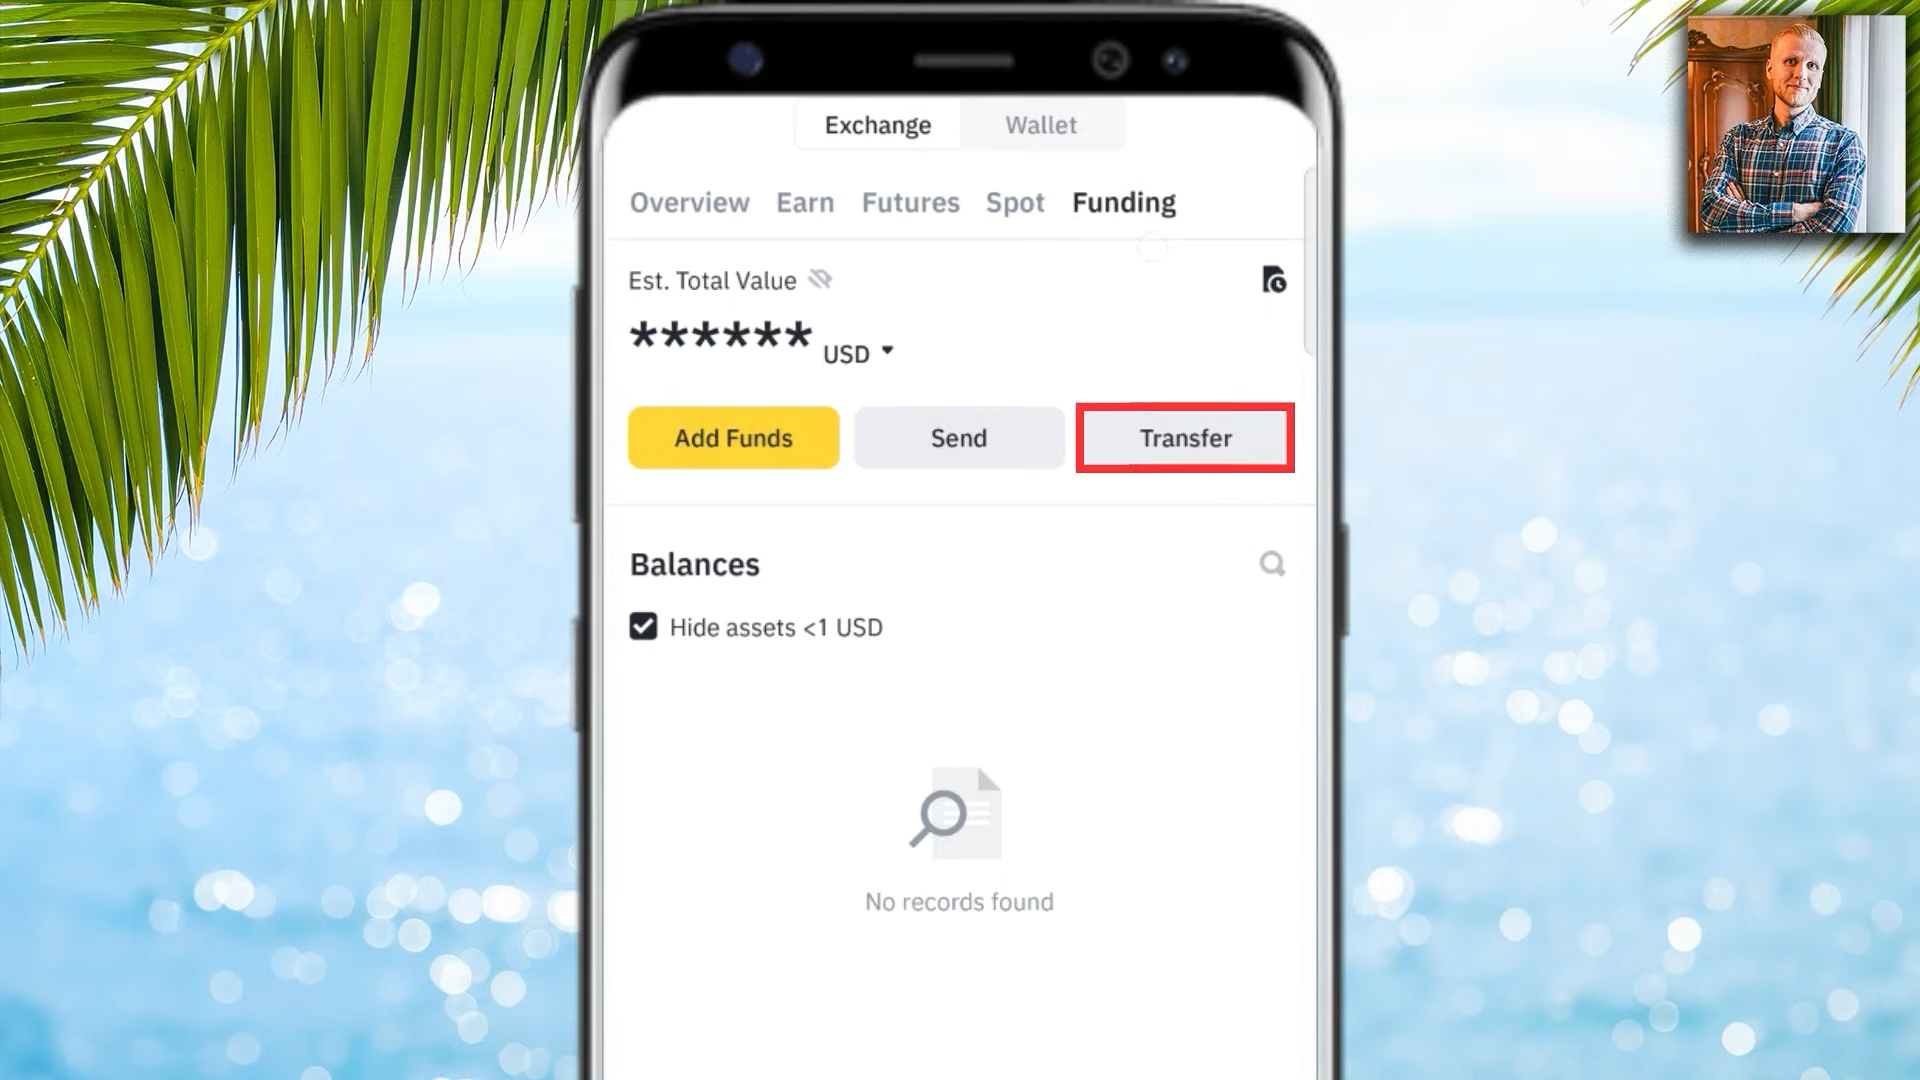 Exchange Wallet
Overview Earn Futures Spot Funding
Est. Total Value
****** USD
Add Funds Send Transfer
Balances
Hide assets <1 USD
No records found